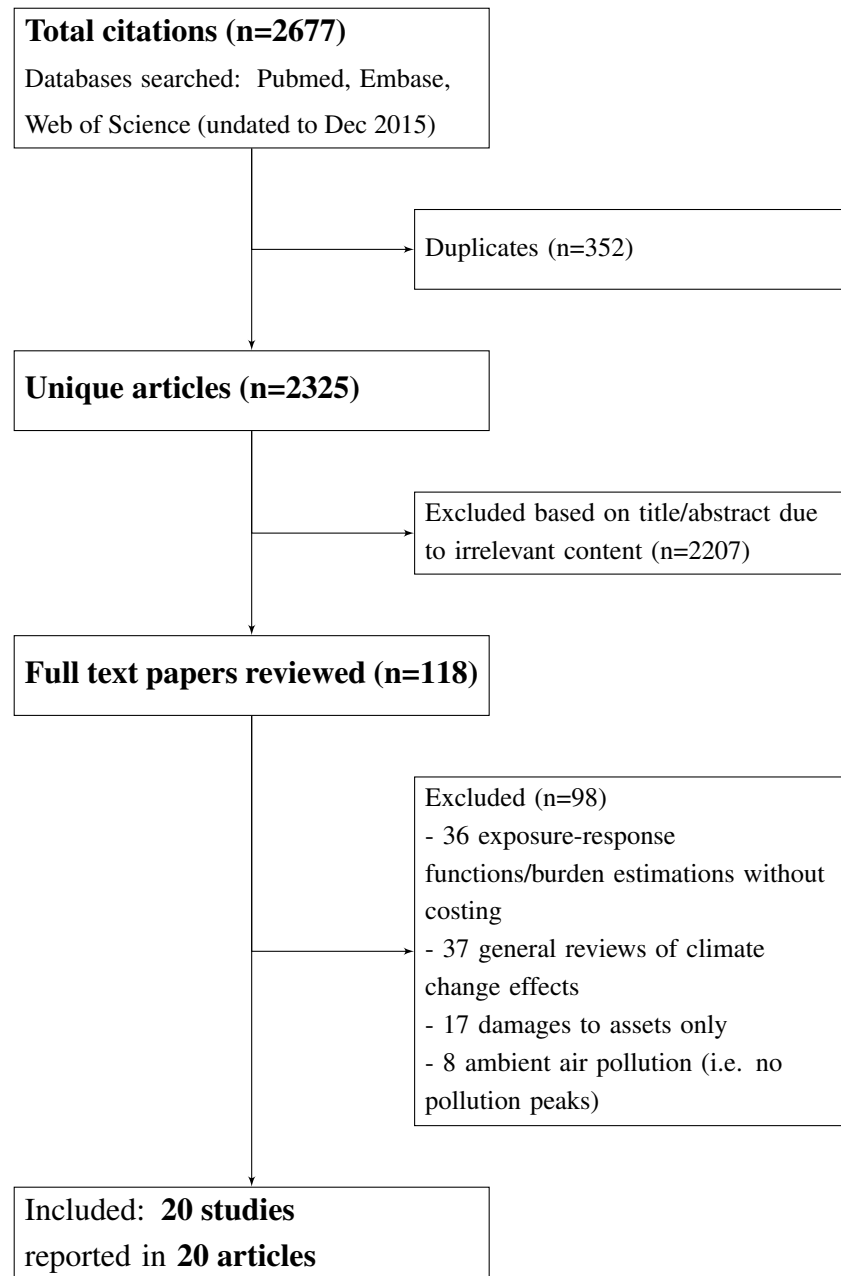 Total citations (n=2677)
Databases searched: Pubmed, Embase,
Web of Science (undated to Dec 2015)
Duplicates (n=352)
Unique articles (n=2325)
Excluded based on title/abstract due
to irrelevant content (n=2207)
Full text papers reviewed (n=118)
Excluded (n=98)
- 36 exposure-response
functions/burden estimations without
costing
- 37 general reviews of climate
change effects
- 17 damages to assets only
- 8 ambient air pollution (i.e. no
pollution peaks)
Included: 20 studies
reported in 20 articles